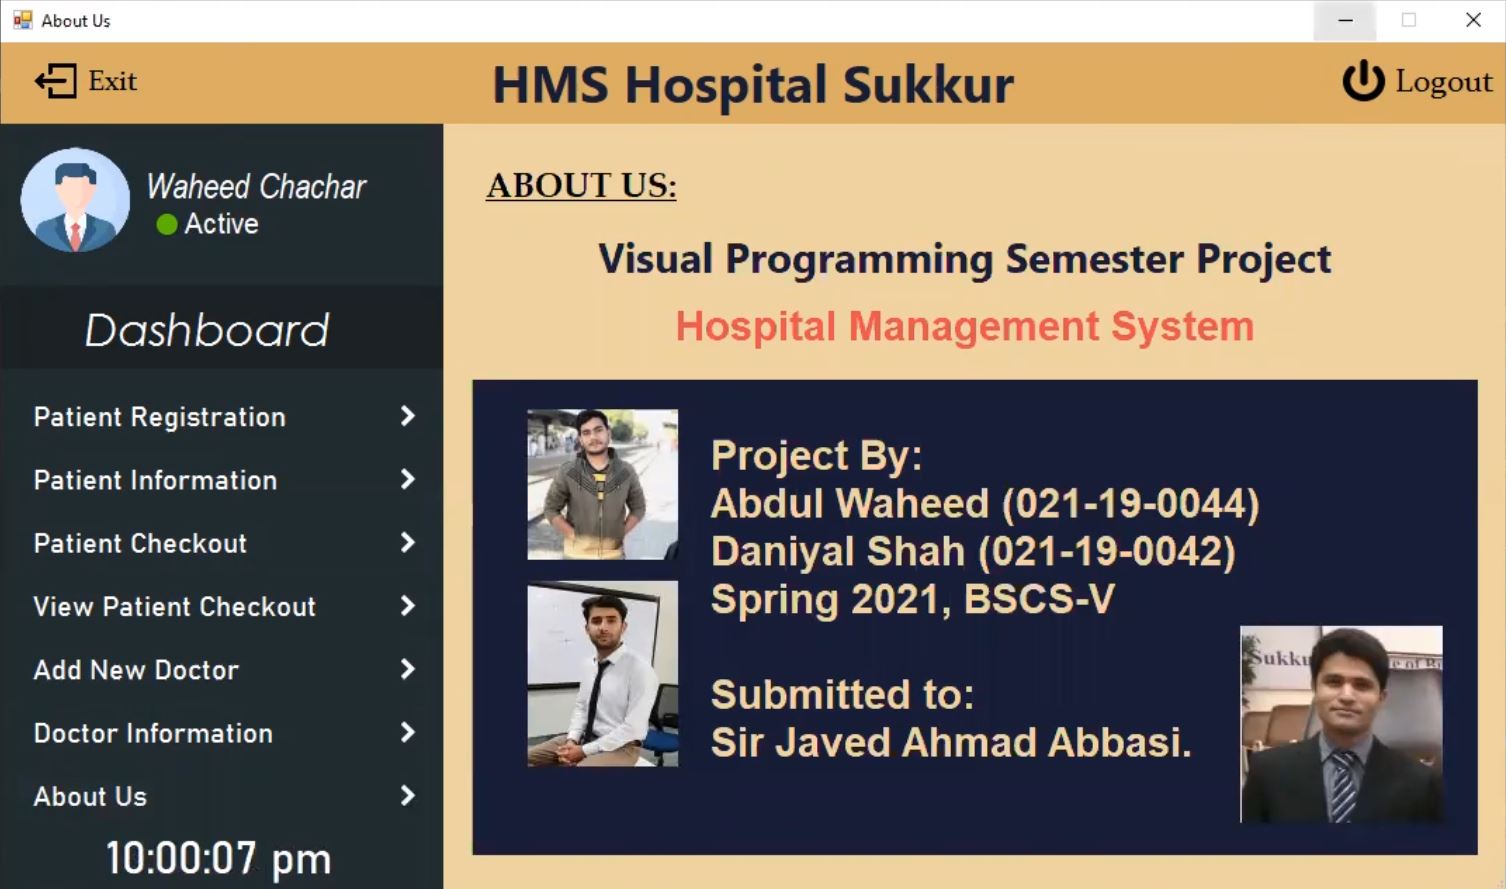 About Us
Exit
HMS Hospital Sukkur
Logout
Waheed Chachar
Active
Dashboard
Patient Registration
Patient Information
Patient Checkout
View Patient Checkout
Add New Doctor
Doctor Information
About Us
10:00:07 pm
ABOUT US:
Visual Programming Semester Project
Hospital Management System
Project By:
Abdul Waheed (021-19-0044)
Daniyal Shah (021-19-0042)
Spring 2021, BSCS-V
Submitted to:
Sir Javed Ahmad Abbasi.